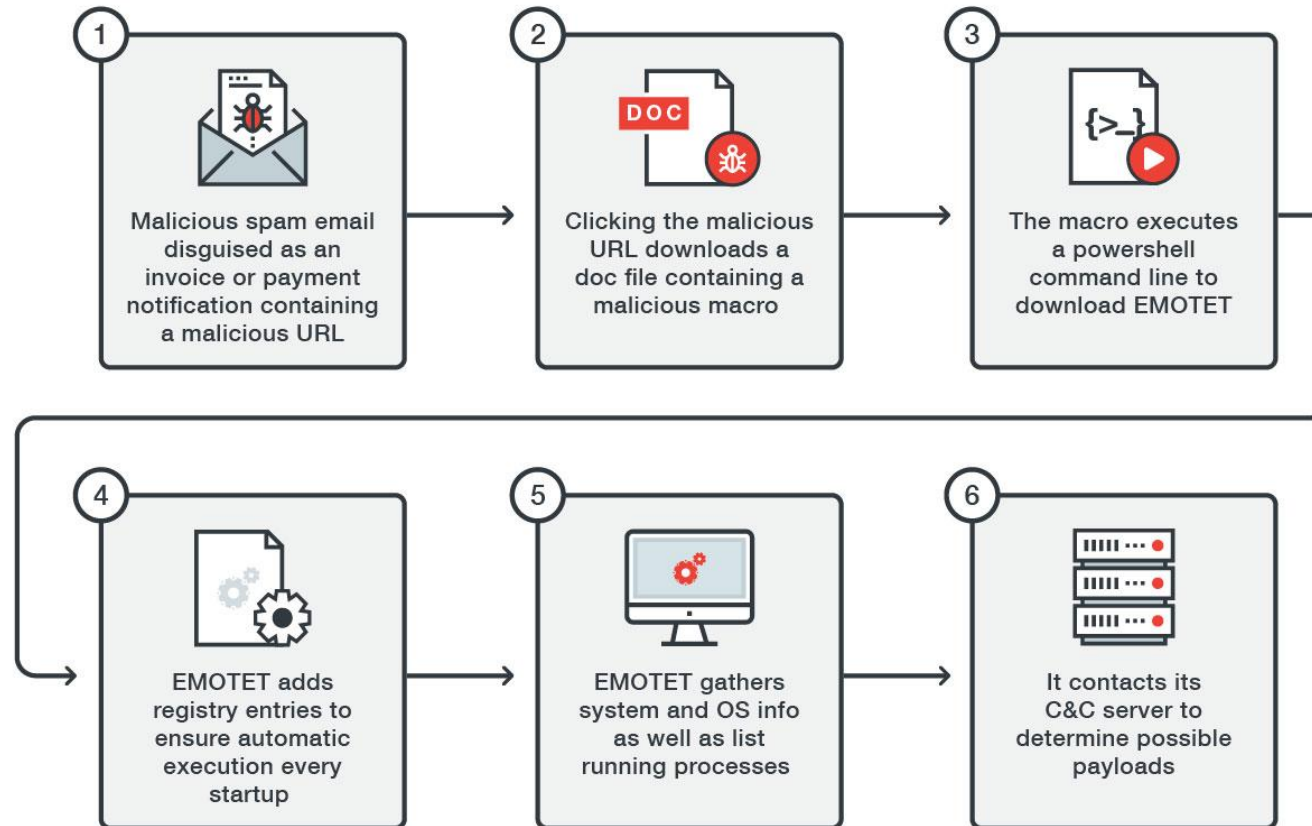 1
Malicious spam email
disguised as an
invoice or payment
notification containing
a malicious URL
2
DOC
Clicking the malicious
URL downloads a
doc file containing a
malicious macro
3
{>_}
The macro executes
a powershell
command line to
download EMOTET
4
EMOTET adds
registry entries to
ensure automatic
execution every
startup
5
EMOTET gathers
system and OS info
as well as list
running processes
6
It contacts its
C&C server to
determine possible
payloads